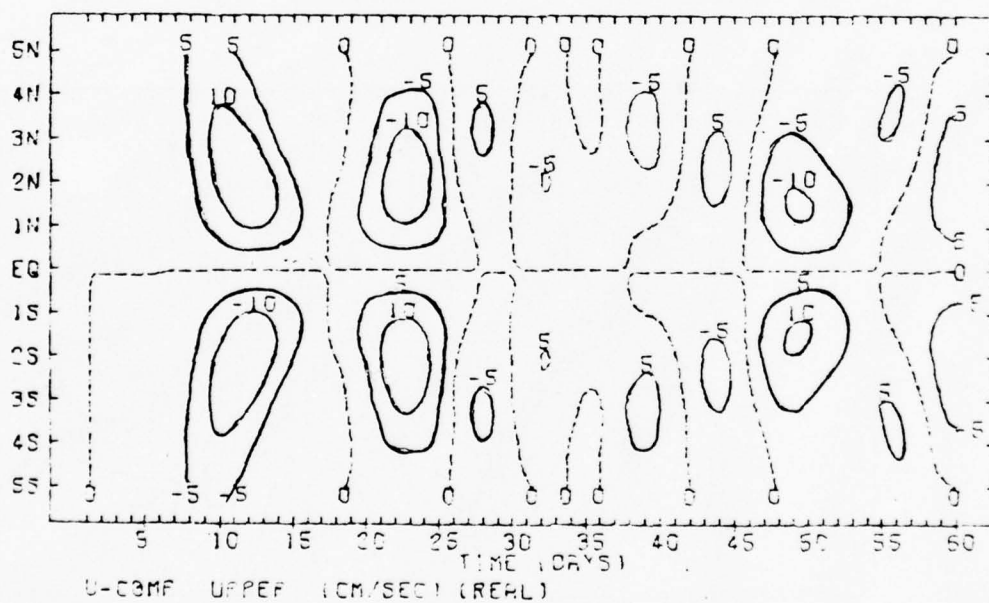 5 5 0 0 0 0 0 0 0 0
5N
-5 -5 -5
4N 10 5 -5
-10 5 -5 5
3N
-5
2N -10
1N
5
EQ 0
5 5
1S -10 10 10 5
-5
2S 5
-5 5
3S
-5
4S 5
5S
0 -5 -5 0 0 0 0 0 0 0 0
5 10 15 20 25 30 35 40 45 50 55 60
TIME (DAYS)
U-COMP UPPER (CM/SEC) (REAL)